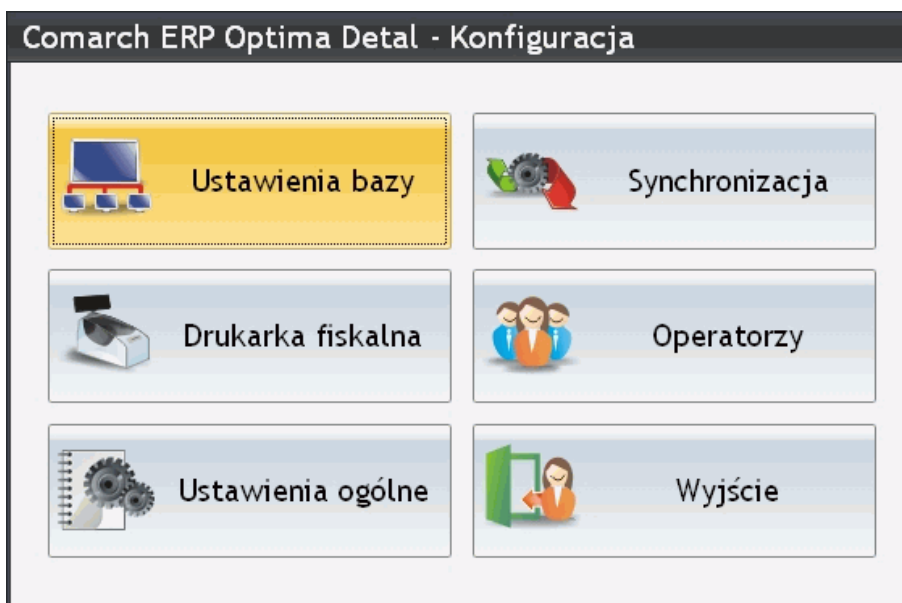 Comarch ERP Optima Detal - Konfiguracja
Ustawienia bazy
Synchronizacja
Drukarka fiskalna
Operatorzy
Ustawienia ogólne
Wyjście